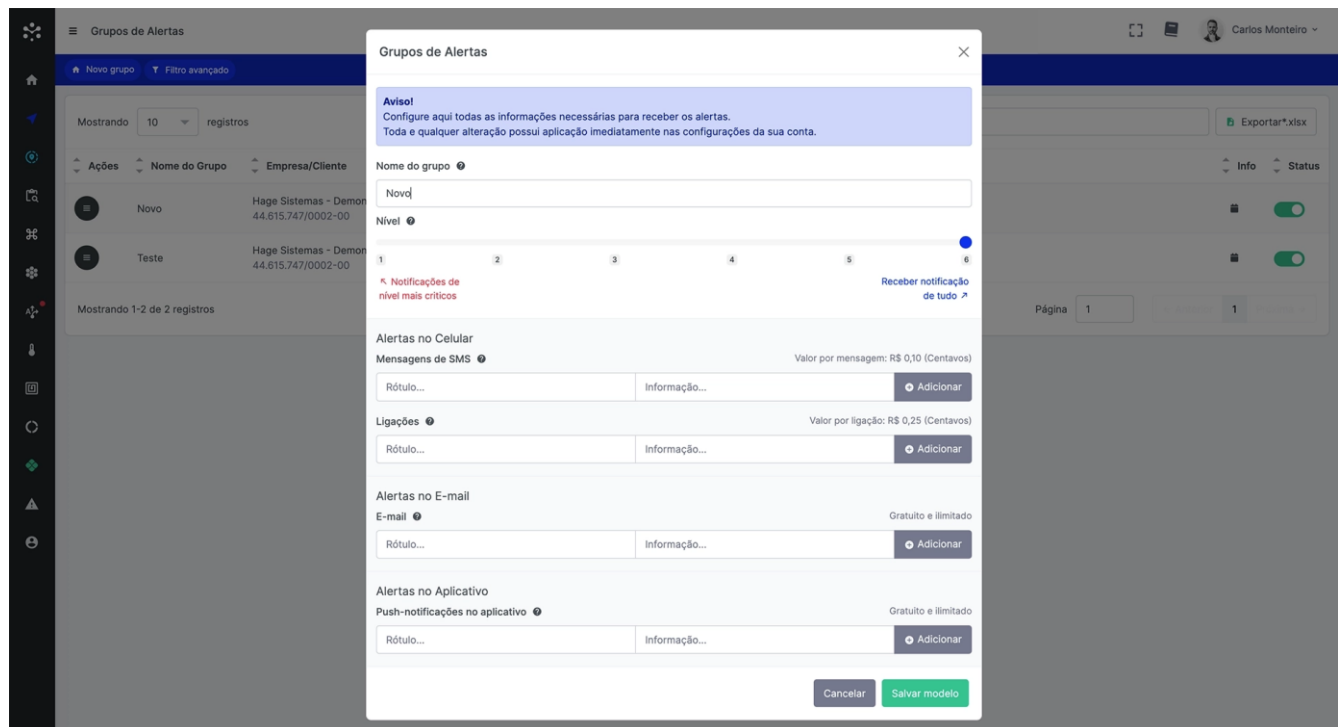 Grupos de Alertas
Carlos Monteiro
Novo grupo
Filtro avançado
Mostrando 10 registros
Exportar*.xlsx
Ações Nome do Grupo Empresa/Cliente Info Status
Novo Hage Sistemas - Demon
44.615.747/0002-00
Teste Hage Sistemas - Demon
44.615.747/0002-00
Mostrando 1-2 de 2 registros
Página 1 1
Grupos de Alertas
Aviso!
Configure aqui todas as informações necessárias para receber os alertas.
Toda e qualquer alteração possui aplicação imediatamente nas configurações da sua conta.
Nome do grupo
Novo
Nível
1 2 3 4 5 6
Notificações de
nível mais criticos
Receber notificação
de tudo
Alertas no Celular
Mensagens de SMS Valor por mensagem: R$ 0,10 (Centavos)
Rótulo... Informação... Adicionar
Ligações Valor por ligação: R$ 0,25 (Centavos)
Rótulo... Informação... Adicionar
Alertas no E-mail
E-mail Gratuito e ilimitado
Rótulo... Informação... Adicionar
Alertas no Aplicativo
Push-notificações no aplicativo Gratuito e ilimitado
Rótulo... Informação... Adicionar
Cancelar Salvar modelo